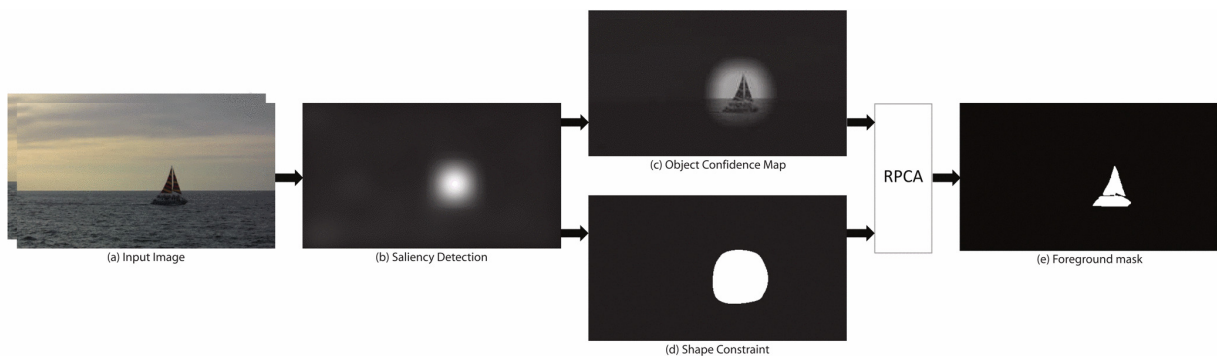 (a) Input Image
(b) Saliency Detection
(c) Object Confidence Map
(d) Shape Constraint
RPCA
(e) Foreground mask